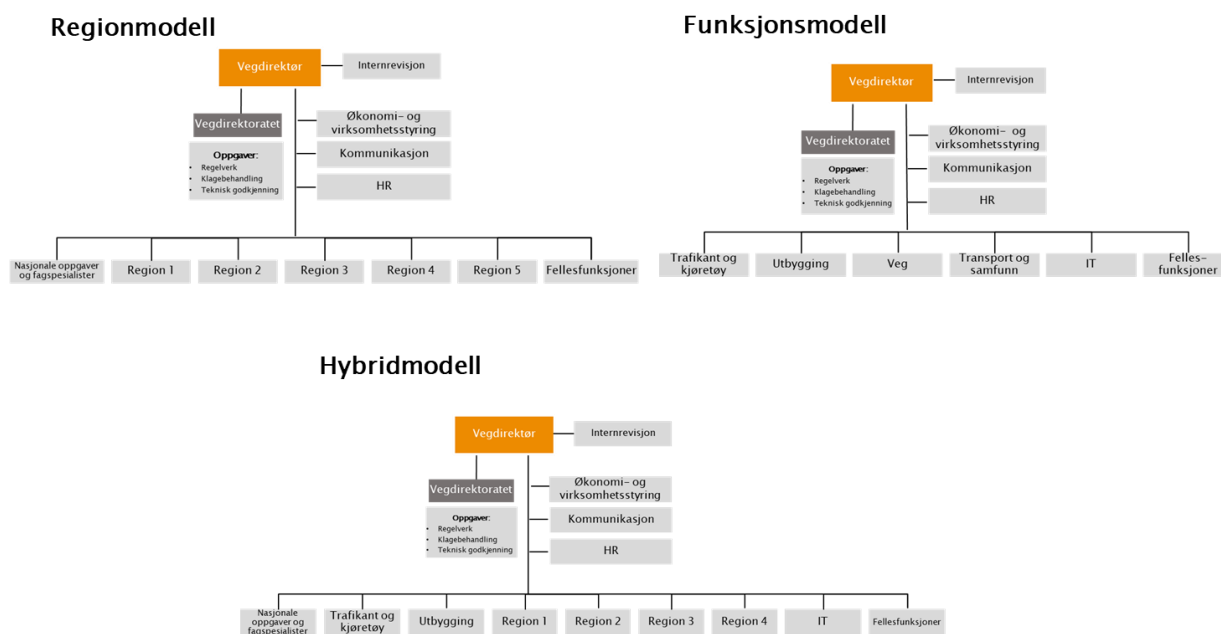 Regionmodell
Vegdirektør
Internrevisjon
Vegdirektoratet
Økonomi- og
virksomhetsstyring
Oppgaver:
• Regelverk
• Klagebehandling
• Teknisk godkjenning
Kommunikasjon
HR
Nasjonale oppgaver
og fagspesialister
Region 1
Region 2
Region 3
Region 4
Region 5
Fellesfunksjoner
Funksjonsmodell
Vegdirektør
Internrevisjon
Vegdirektoratet
Økonomi- og
virksomhetsstyring
Oppgaver:
• Regelverk
• Klagebehandling
• Teknisk godkjenning
Kommunikasjon
HR
Trafikant og
kjøretøy
Utbygging
Veg
Transport og
samfunn
IT
Felles-
funksjoner
Hybridmodell
Vegdirektør
Internrevisjon
Vegdirektoratet
Økonomi- og
virksomhetsstyring
Oppgaver:
• Regelverk
• Klagebehandling
• Teknisk godkjenning
Kommunikasjon
HR
Nasjonale
oppgaver og
fagspesialister
Trafikant og
kjøretøy
Utbygging
Region 1
Region 2
Region 3
Region 4
IT
Fellesfunksjoner